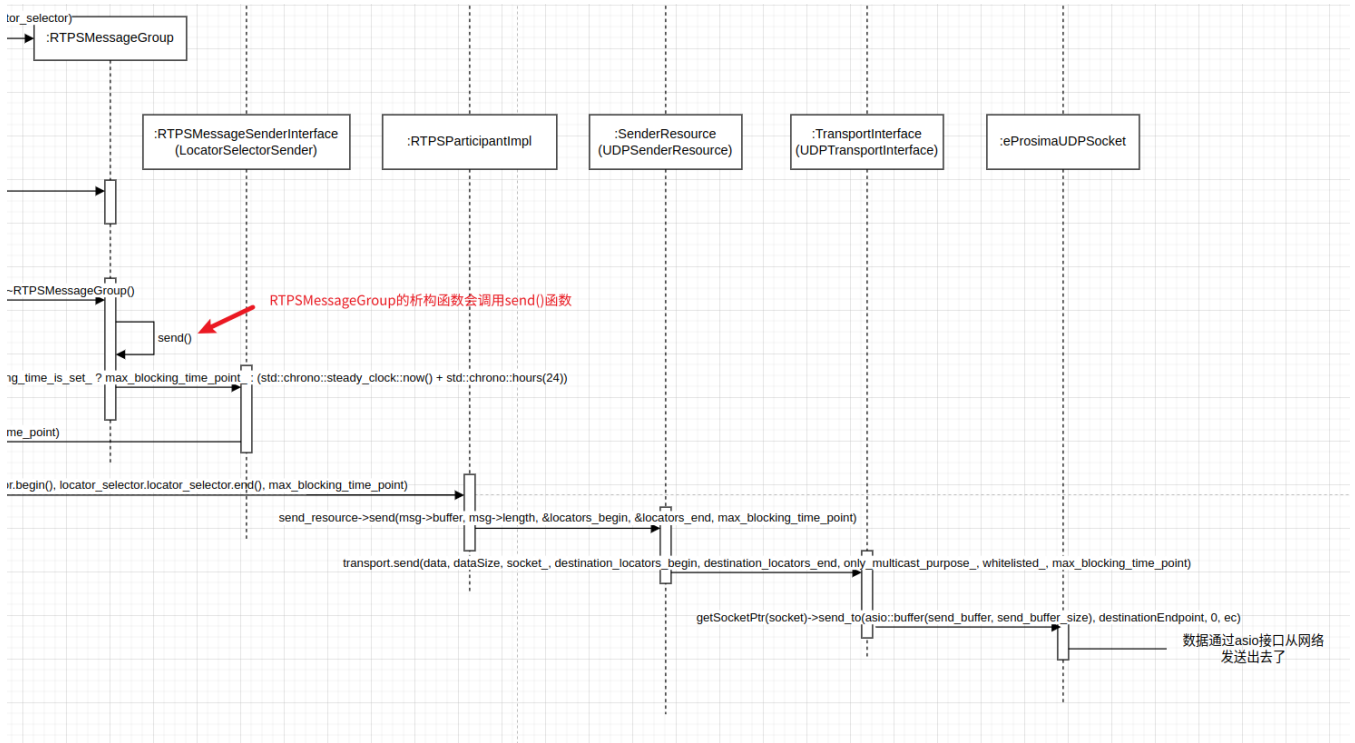 tor_selector)
:RTPSMessageGroup
:RTPSMessageSenderInterface
(LocatorSelectorSender)
:RTPSParticipantImpl
:SenderResource
(UDPSenderResource)
:TransportInterface
(UDPTransportInterface)
:eProsimaUDPSocket
~RTPSMessageGroup()
RTPSMessageGroup的析构函数会调用send()函数
send()
ng_time_is_set_ ? max_blocking_time_point_ : (std::chrono::steady_clock::now() + std::chrono::hours(24))
ime_point)
or.begin(), locator_selector.locator_selector.end(), max_blocking_time_point)
send_resource->send(msg->buffer, msg->length, &locators_begin, &locators_end, max_blocking_time_point)
transport.send(data, dataSize, socket_, destination_locators_begin, destination_locators_end, only_multicast_purpose_, whitelisted_, max_blocking_time_point)
getSocketPtr(socket)->send_to(asio::buffer(send_buffer, send_buffer_size), destinationEndpoint, 0, ec)
数据通过asio接口从网络
发送出去了